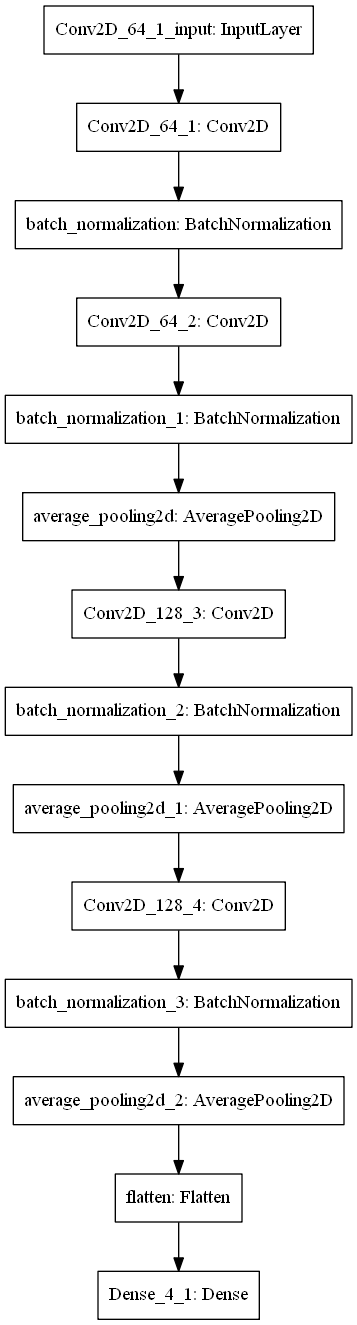 Conv2D_64_1_input: InputLayer
Conv2D_64_1: Conv2D
batch_normalization: BatchNormalization
Conv2D_64_2: Conv2D
batch_normalization_1: BatchNormalization
average_pooling2d: AveragePooling2D
Conv2D_128_3: Conv2D
batch_normalization_2: BatchNormalization
average_pooling2d_1: AveragePooling2D
Conv2D_128_4: Conv2D
batch_normalization_3: BatchNormalization
average_pooling2d_2: AveragePooling2D
flatten: Flatten
Dense_4_1: Dense